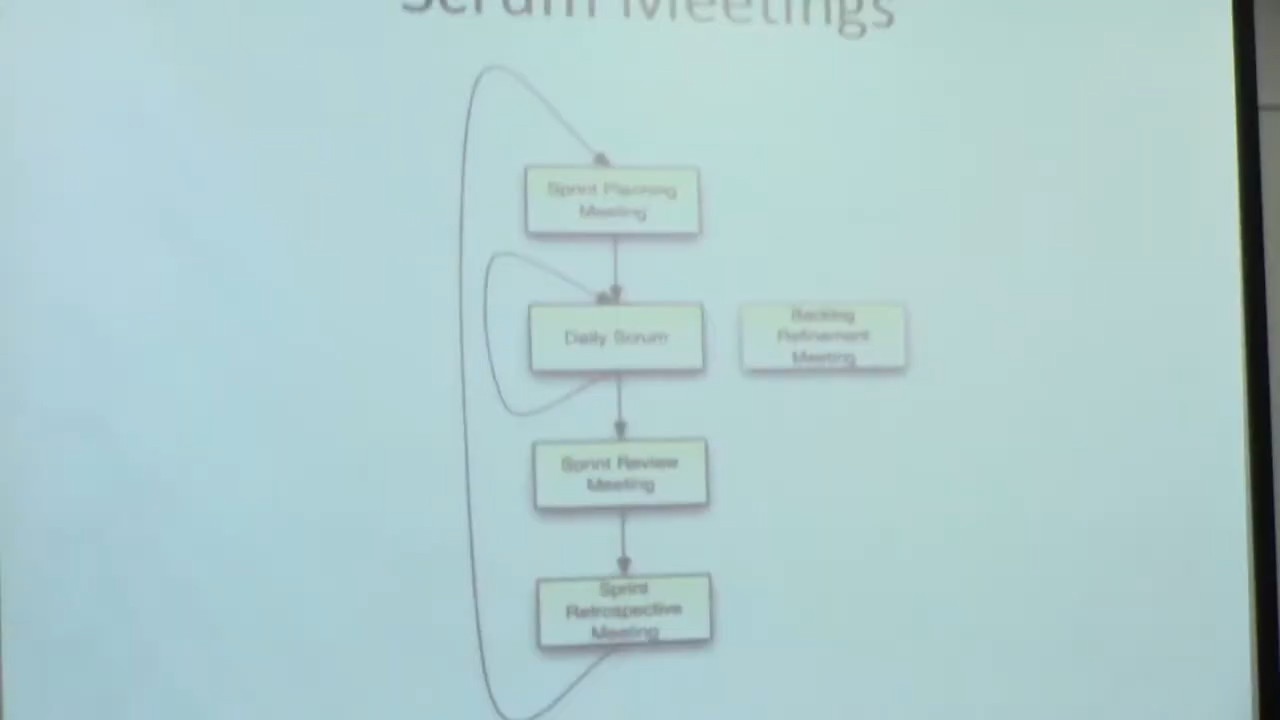 Scrum Meetings
Sprint Planning
Meeting
Daily Scrum
Backlog
Refinement
Meeting
Sprint Review
Meeting
Sprint
Retrospective
Meeting